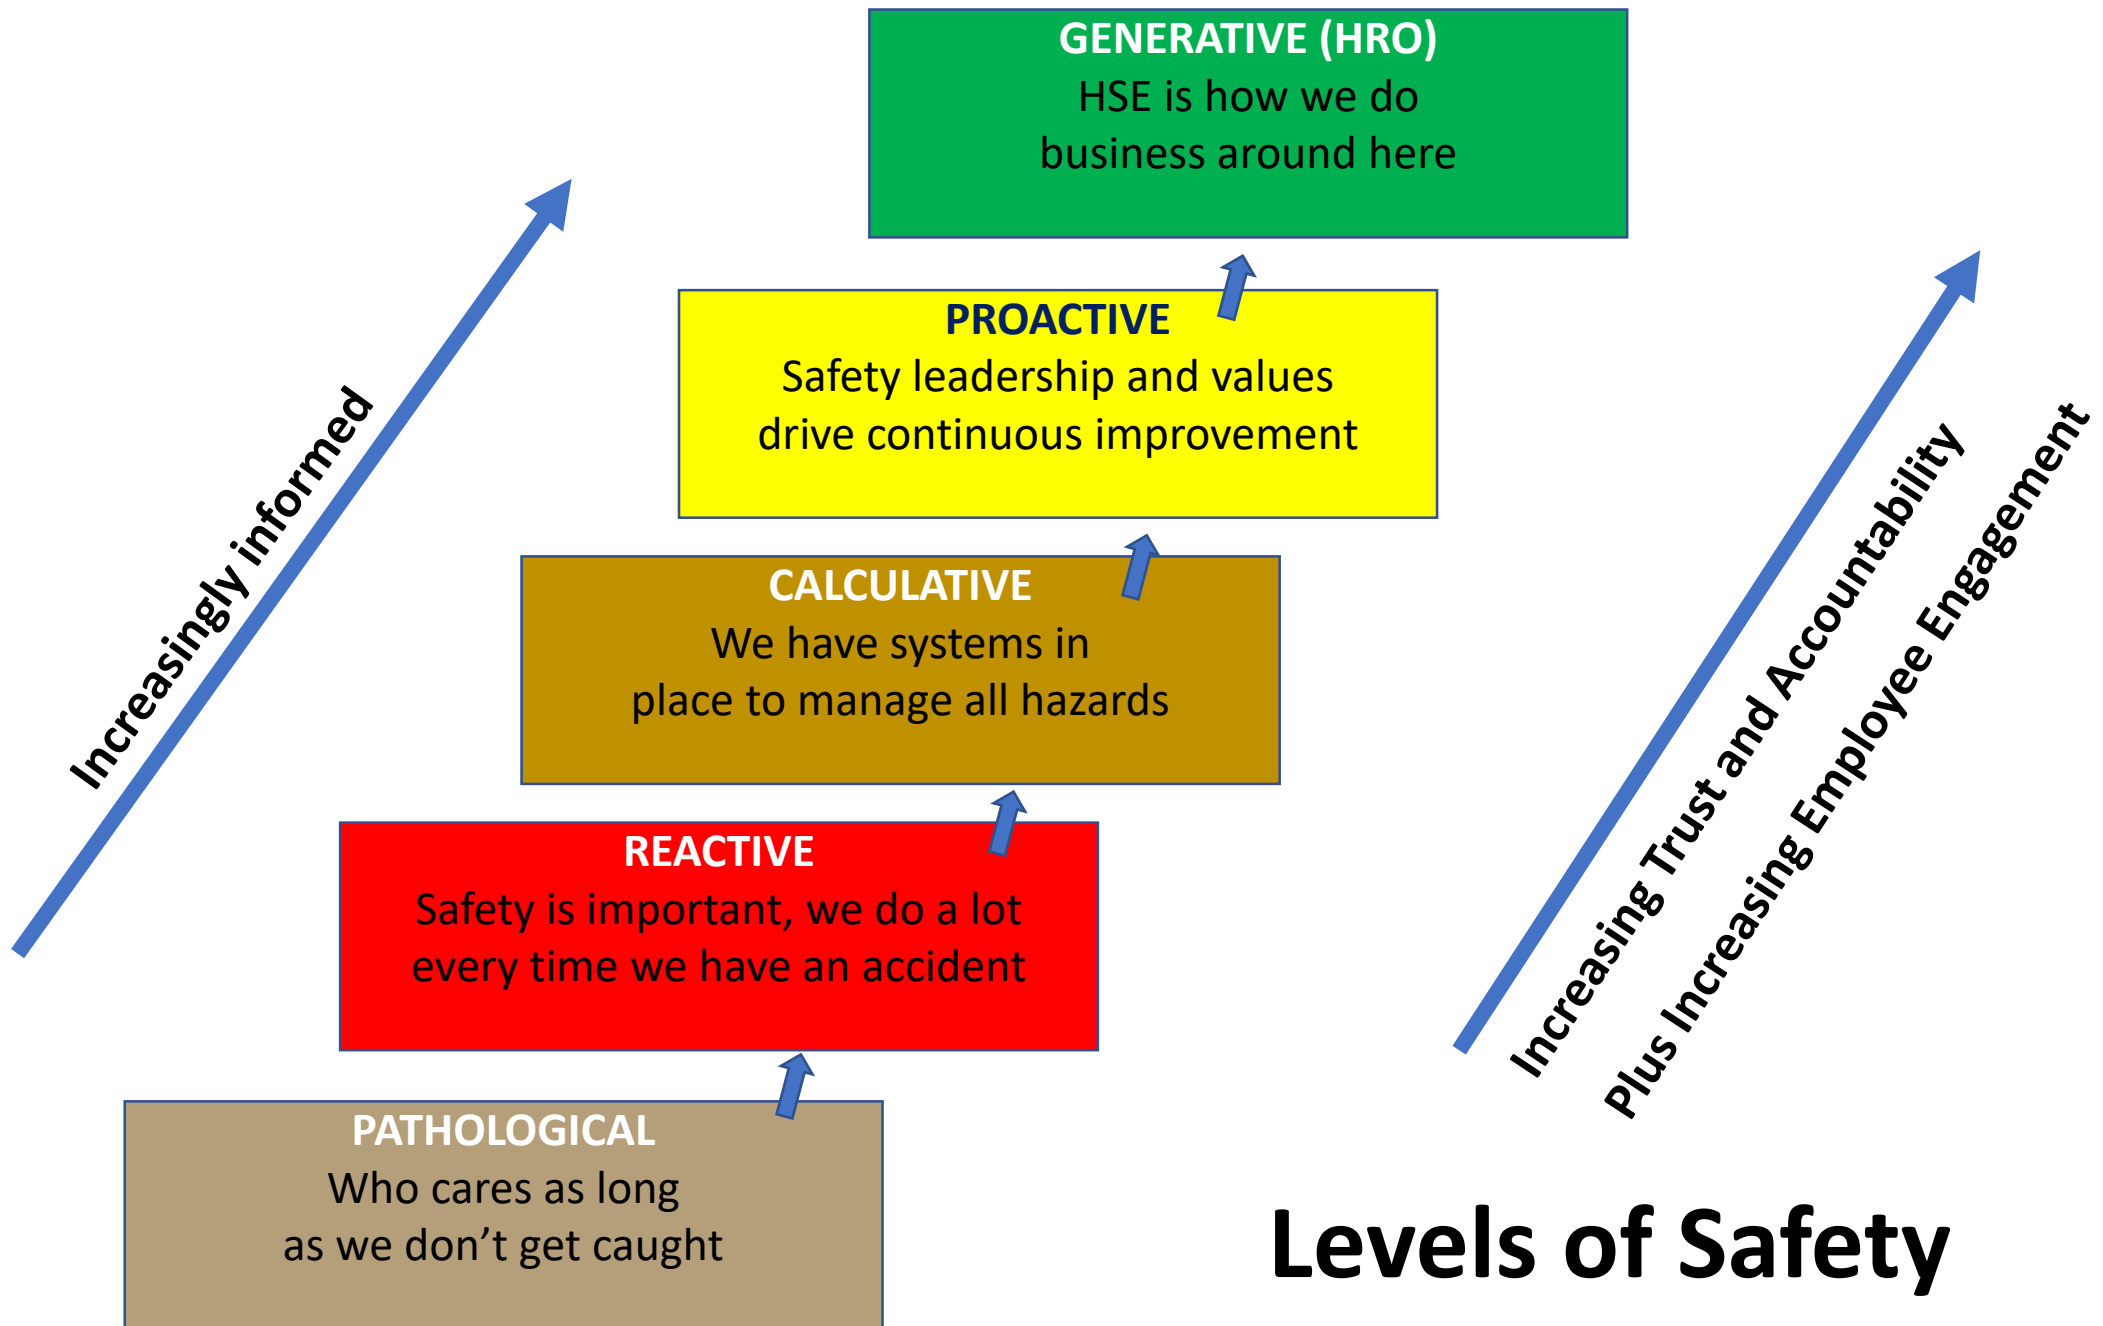 GENERATIVE (HRO)
HSE is how we do
business around here
PROACTIVE
Safety leadership and values
drive continuous improvement
CALCULATIVE
We have systems in
place to manage all hazards
REACTIVE
Safety is important, we do a lot
every time we have an accident
PATHOLOGICAL
Who cares as long
as we don’t get caught
Increasingly informed
Increasing Trust and Accountability
Plus Increasing Employee Engagement
Levels of Safety